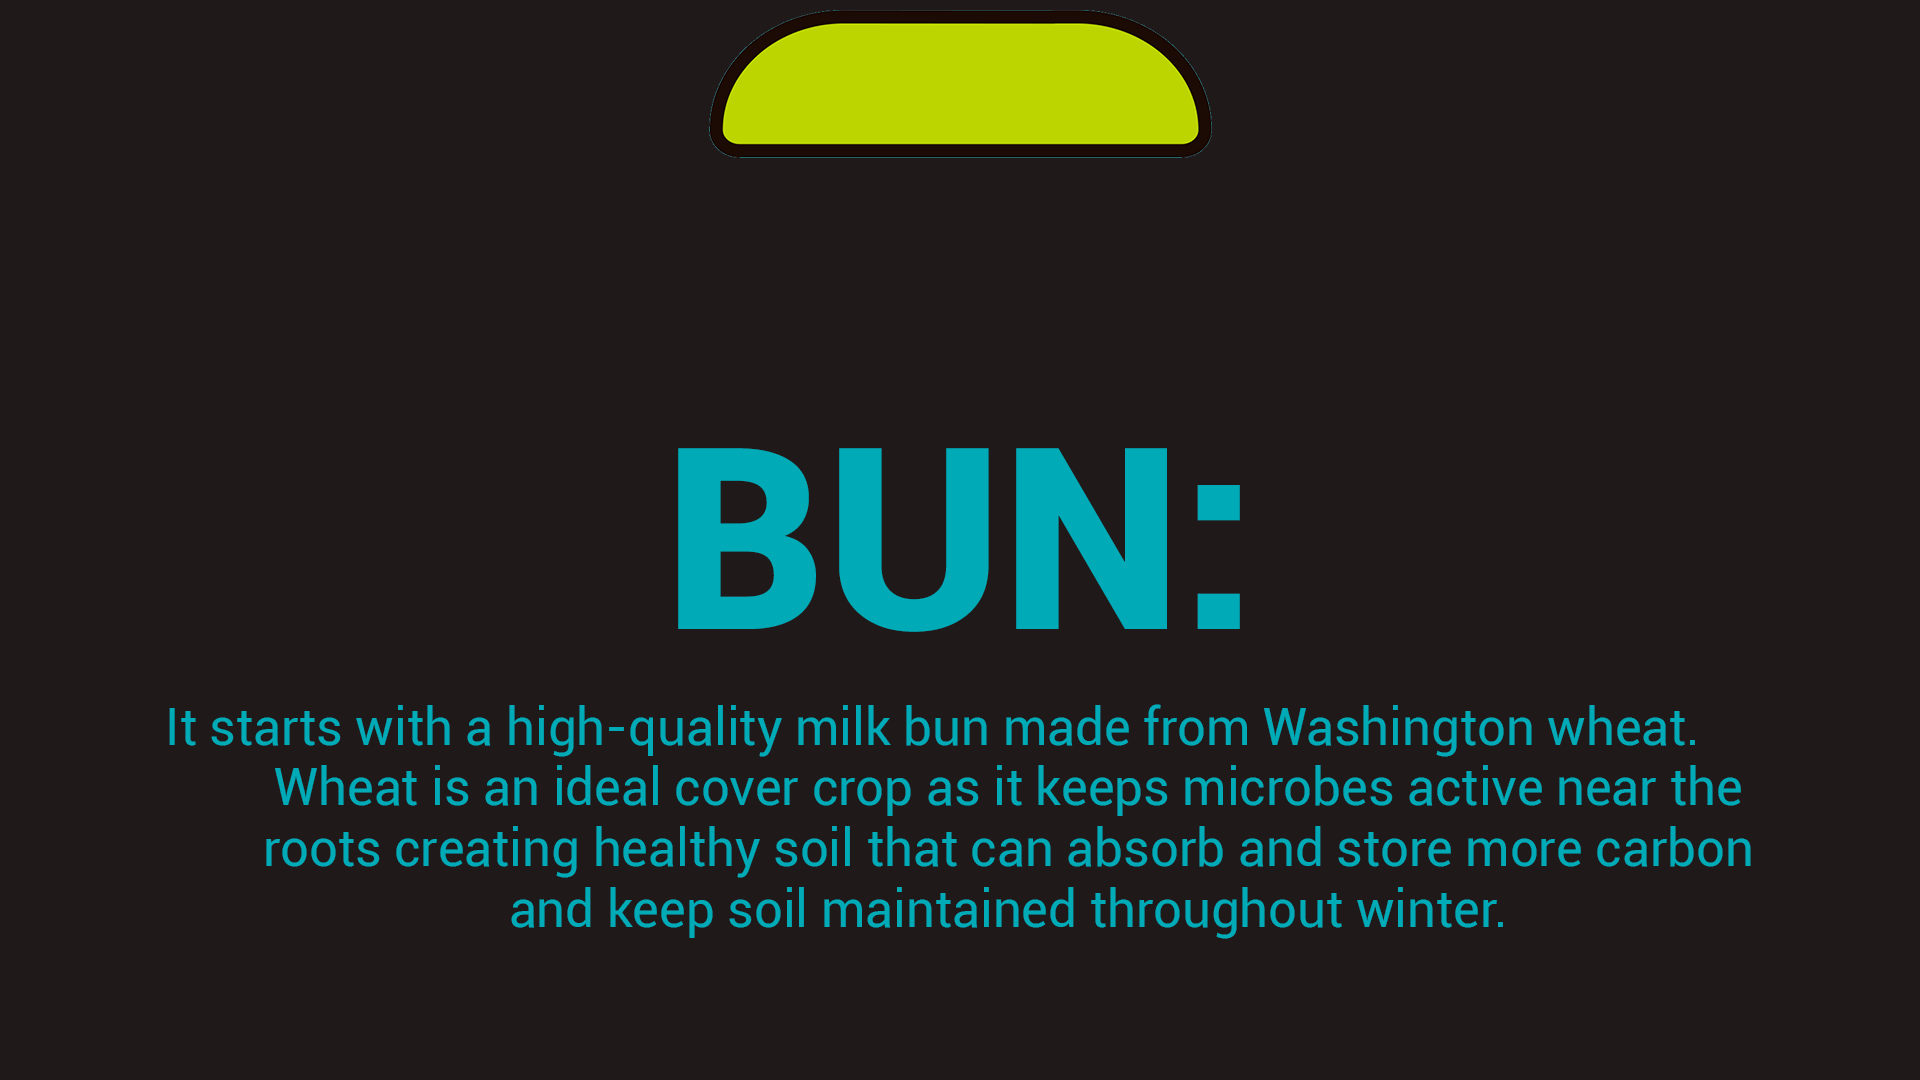 BUN:
It starts with a high-quality milk bun made from Washington wheat.
Wheat is an ideal cover crop as it keeps microbes active near the
roots creating healthy soil that can absorb and store more carbon
and keep soil maintained throughout winter.